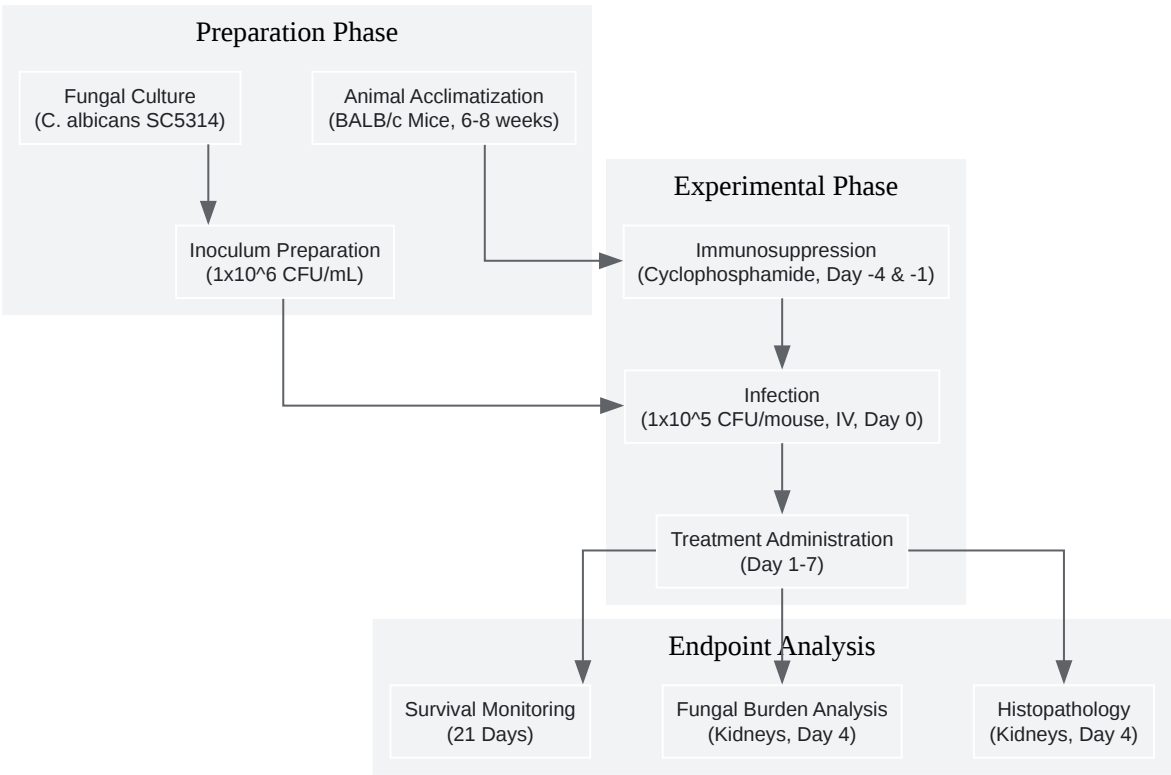 Preparation Phase
Fungal Culture
(C. albicans SC5314)
Animal Acclimatization
(BALB/c Mice, 6-8 weeks)
Inoculum Preparation
(1x10^6 CFU/mL)
Experimental Phase
Immunosuppression
(Cyclophosphamide, Day -4 & -1)
Infection
(1x10^5 CFU/mouse, IV, Day 0)
Treatment Administration
(Day 1-7)
Endpoint Analysis
Survival Monitoring
(21 Days)
Fungal Burden Analysis
(Kidneys, Day 4)
Histopathology
(Kidneys, Day 4)